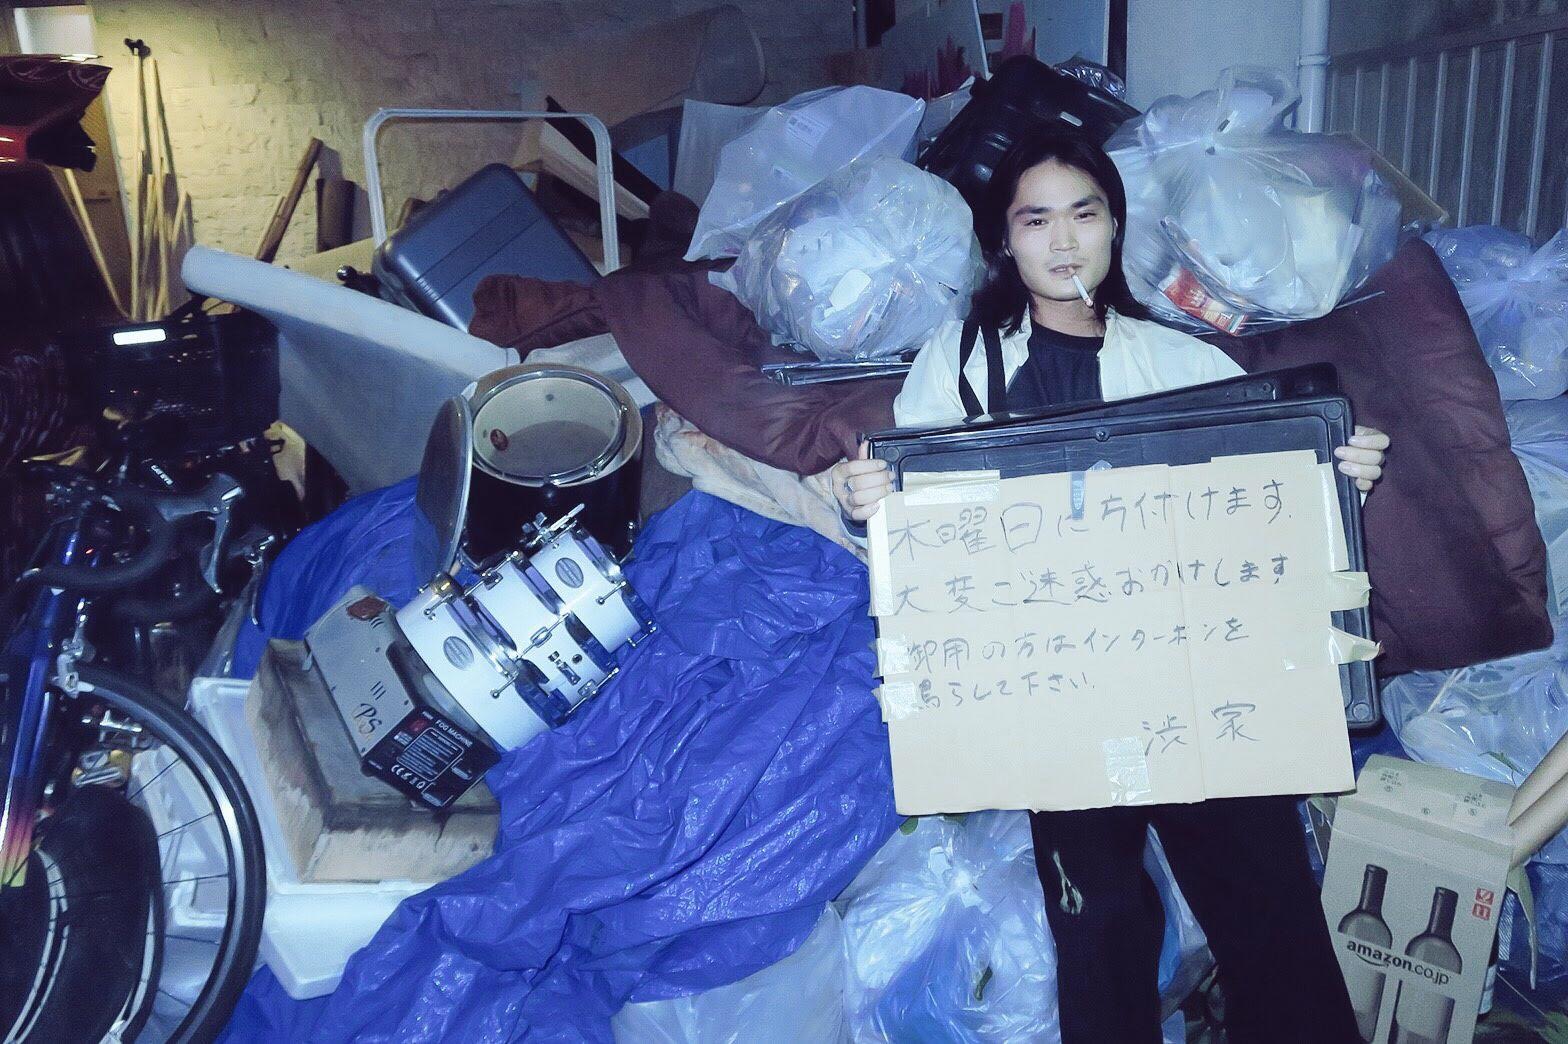 木曜日に片付けます.
大変ご迷惑おかけします
御用の方はインターホンを
鳴らして下さい.
渋家
PS
amazon.co.jp